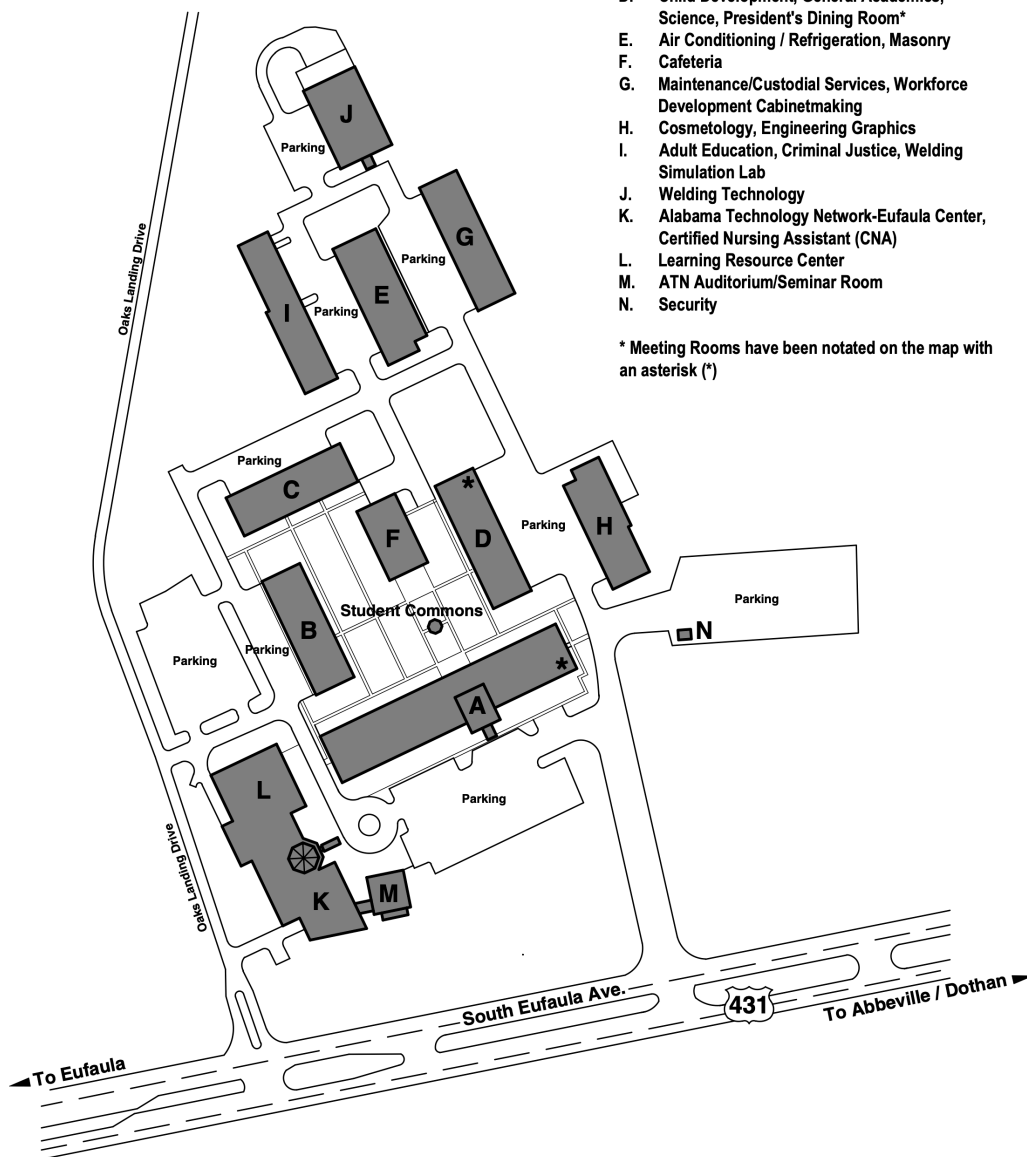 Science, President's Dining Room*
E. Air Conditioning / Refrigeration, Masonry
F. Cafeteria
G. Maintenance/Custodial Services, Workforce
Development Cabinetmaking
H. Cosmetology, Engineering Graphics
I. Adult Education, Criminal Justice, Welding
Simulation Lab
J. Welding Technology
K. Alabama Technology Network-Eufaula Center,
Certified Nursing Assistant (CNA)
L. Learning Resource Center
M. ATN Auditorium/Seminar Room
N. Security
* Meeting Rooms have been notated on the map with
an asterisk (*)
J
Parking
G
Oaks Landing Drive
Parking
E
I
Parking
Parking
C
*
F
D
Parking
H
Parking
Student Commons
B
N
Parking
Parking
*
A
L
Parking
Oaks Landing Drive
K
M
South Eufaula Ave.
431
To Abbeville / Dothan
To Eufaula